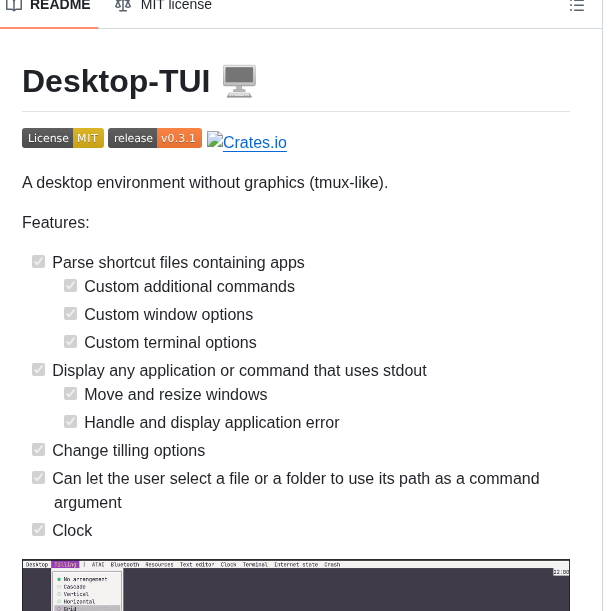 README MIT license
Desktop-TUI
License MIT release v0.3.1 Crates.io
A desktop environment without graphics (tmux-like).
Features:
Parse shortcut files containing apps
Custom additional commands
Custom window options
Custom terminal options
Display any application or command that uses stdout
Move and resize windows
Handle and display application error
Change tilling options
Can let the user select a file or a folder to use its path as a command
argument
Clock
Desktop Tilling | ATAC Bluetooth Resources Text editor Clock Terminal Internet state Crash
22:00
No arrangement
Cascade
Vertical
Horizontal
Grid